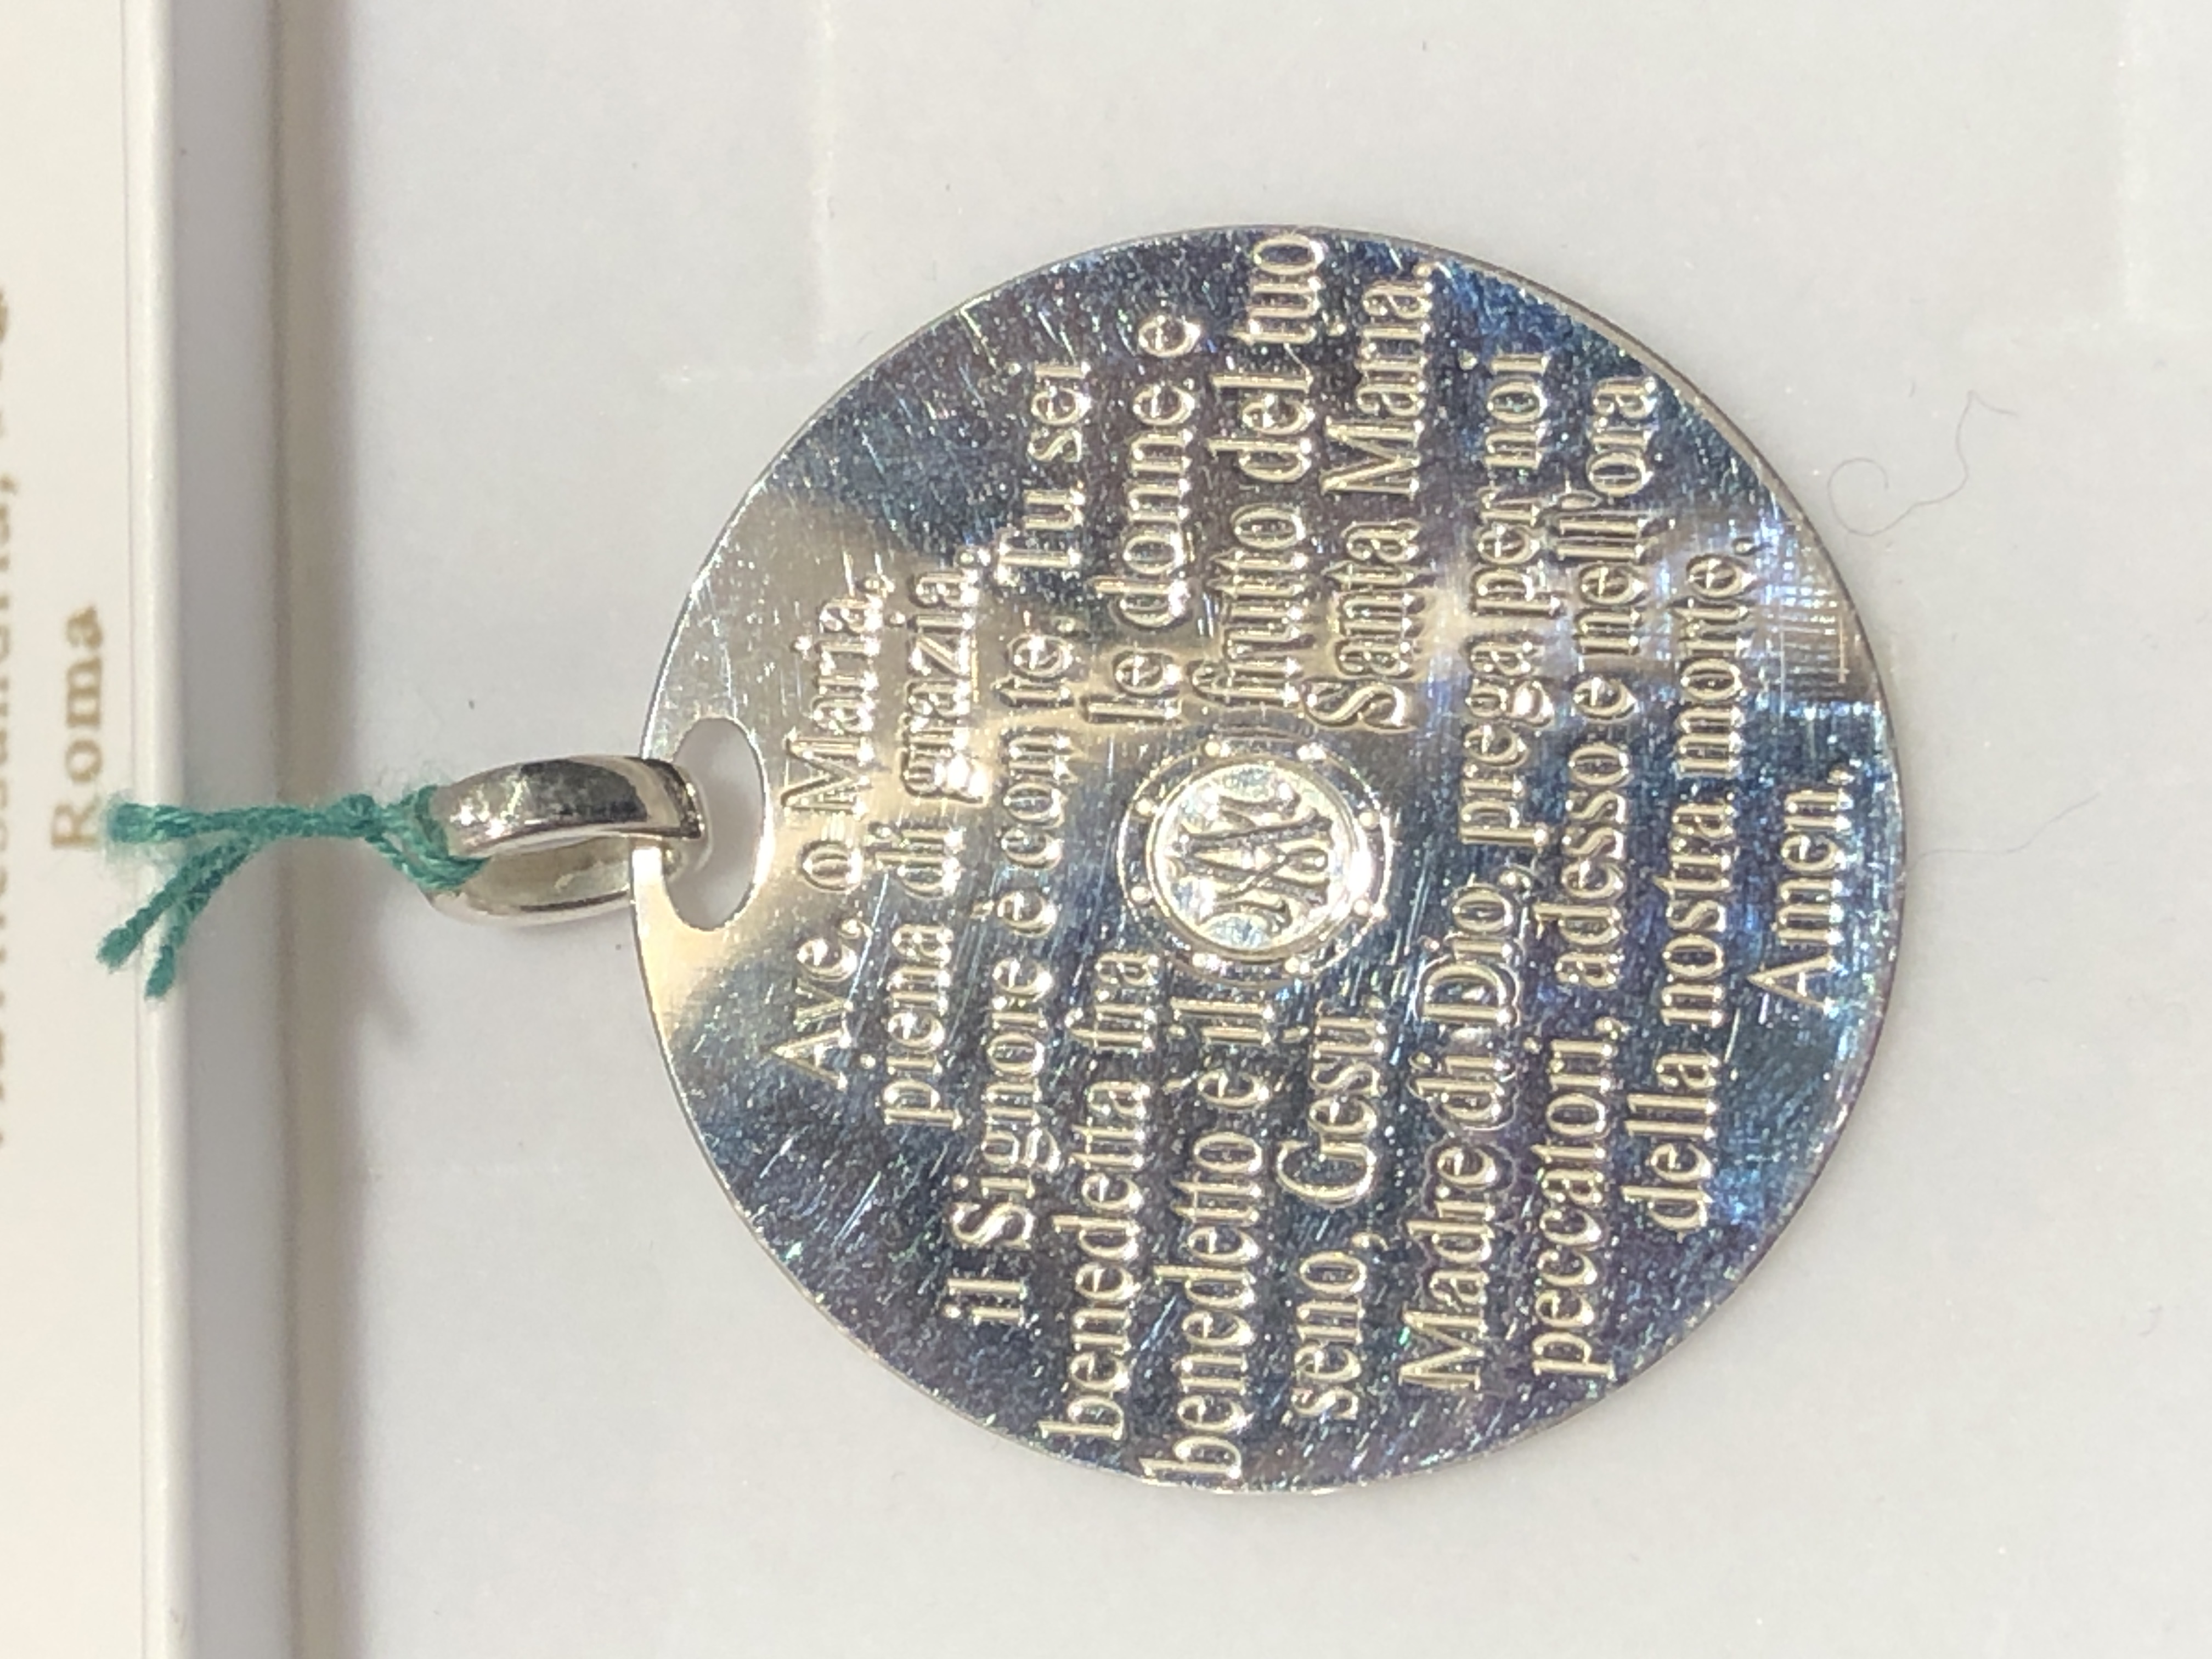 Roma
Ave, o Maria,
piena di grazia,
il Signore è con te. Tu sei
benedetta fra le donne e
benedetto è il frutto del tuo
seno, Gesù. Santa Maria,
Madre di Dio, prega per noi
peccatori, adesso e nell'ora
della nostra morte.
Amen.